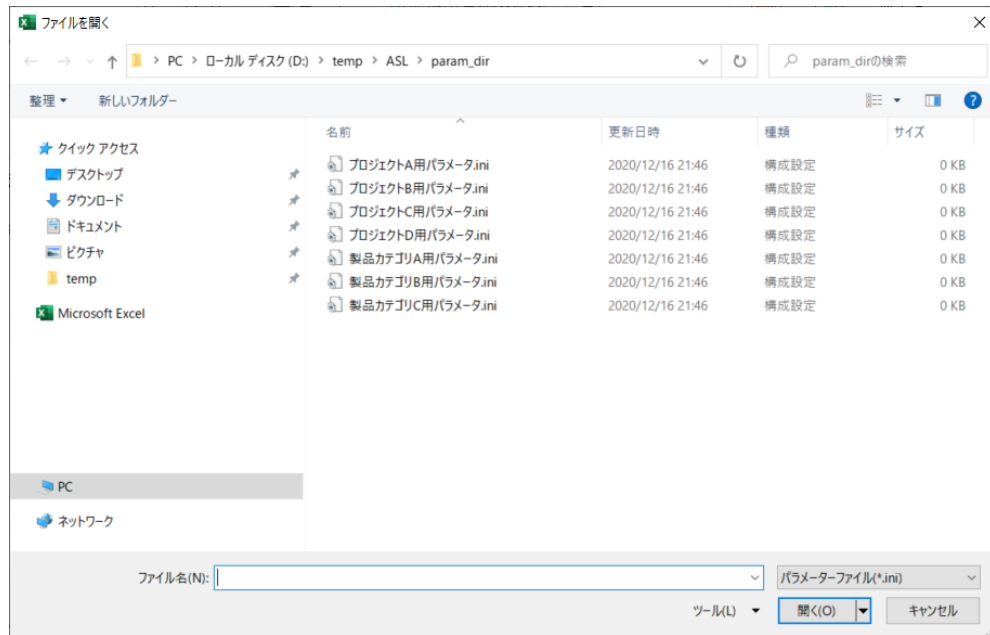 ファイルを開く
PC > ローカル ディスク (D:) > temp > ASL > param_dir
param_dirの検索
整理 新しいフォルダー
名前 更新日時 種類 サイズ
クイック アクセス
デスクトップ
ダウンロード
ドキュメント
ピクチャ
temp
Microsoft Excel
PC
ネットワーク
プロジェクトA用パラメータ.ini 2020/12/16 21:46 構成設定 0 KB
プロジェクトB用パラメータ.ini 2020/12/16 21:46 構成設定 0 KB
プロジェクトC用パラメータ.ini 2020/12/16 21:46 構成設定 0 KB
プロジェクトD用パラメータ.ini 2020/12/16 21:46 構成設定 0 KB
製品カテゴリA用パラメータ.ini 2020/12/16 21:46 構成設定 0 KB
製品カテゴリB用パラメータ.ini 2020/12/16 21:46 構成設定 0 KB
製品カテゴリC用パラメータ.ini 2020/12/16 21:46 構成設定 0 KB
ファイル名(N): パラメーターファイル(*.ini)
ツール(L) 開く(O) キャンセル